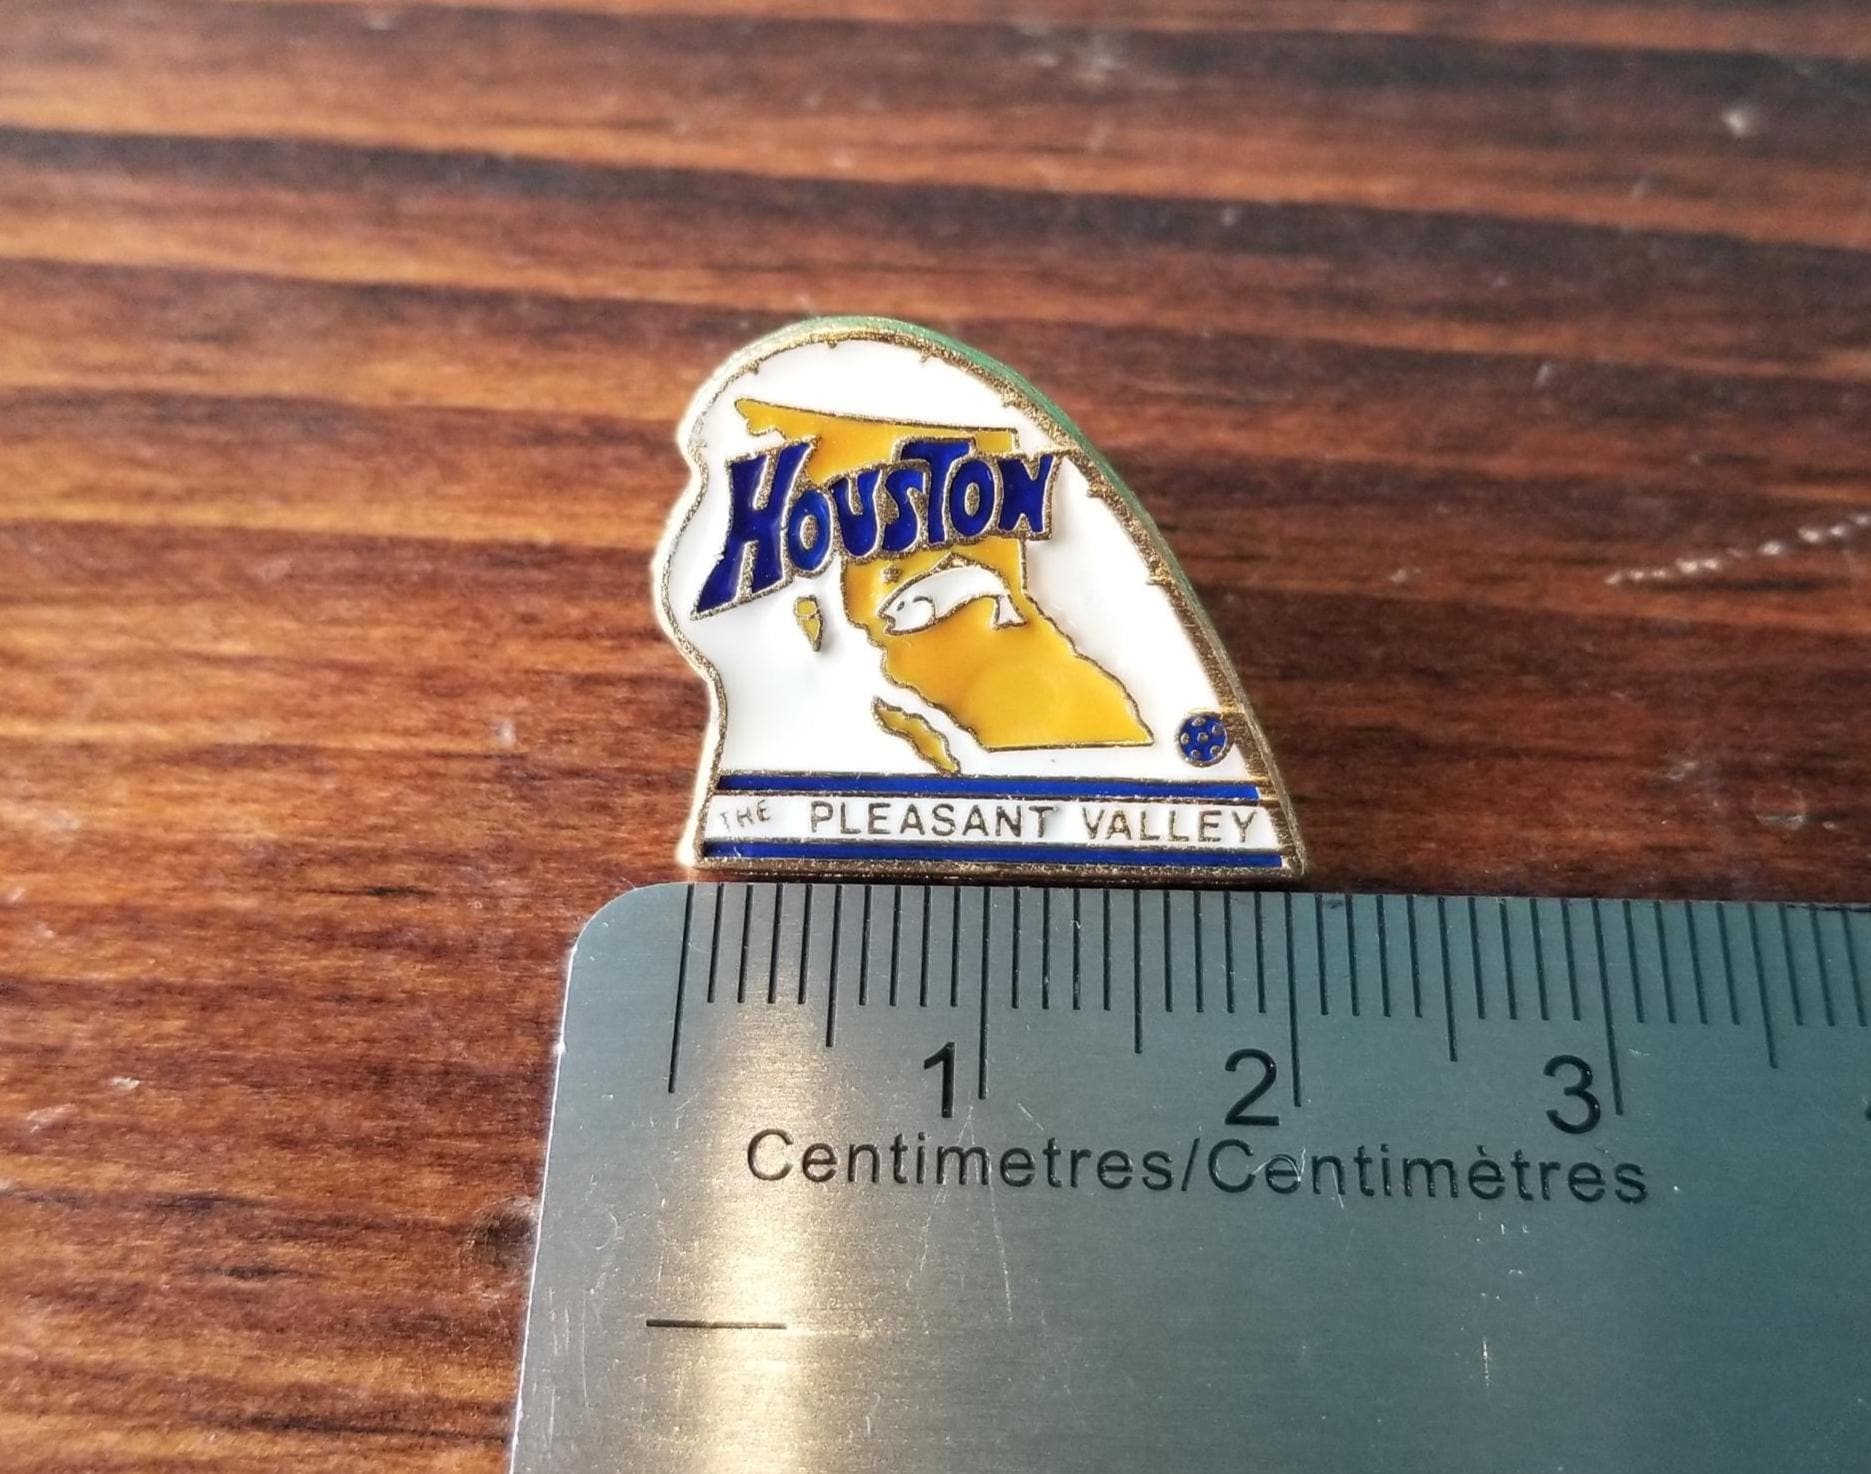 HOUSTON
THE PLEASANT VALLEY
1 2 3
Centimetres/Centimètres